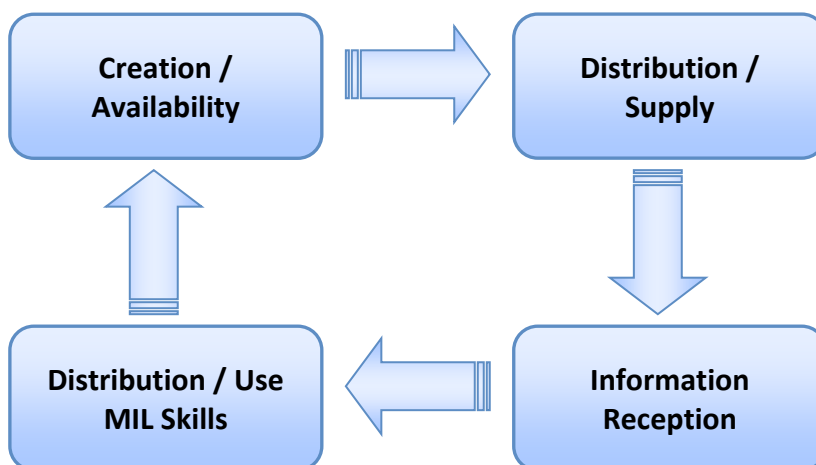 Creation /
Availability
Distribution /
Supply
Distribution / Use
MIL Skills
Information
Reception